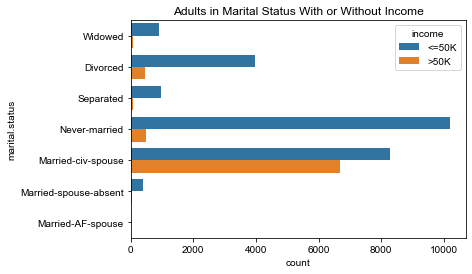 Adults in Marital Status With or Without Income
marital.status
Widowed
Divorced
Separated
Never-married
Married-civ-spouse
Married-spouse-absent
Married-AF-spouse
income
<=50K
>50K
0 2000 4000 6000 8000 10000
count